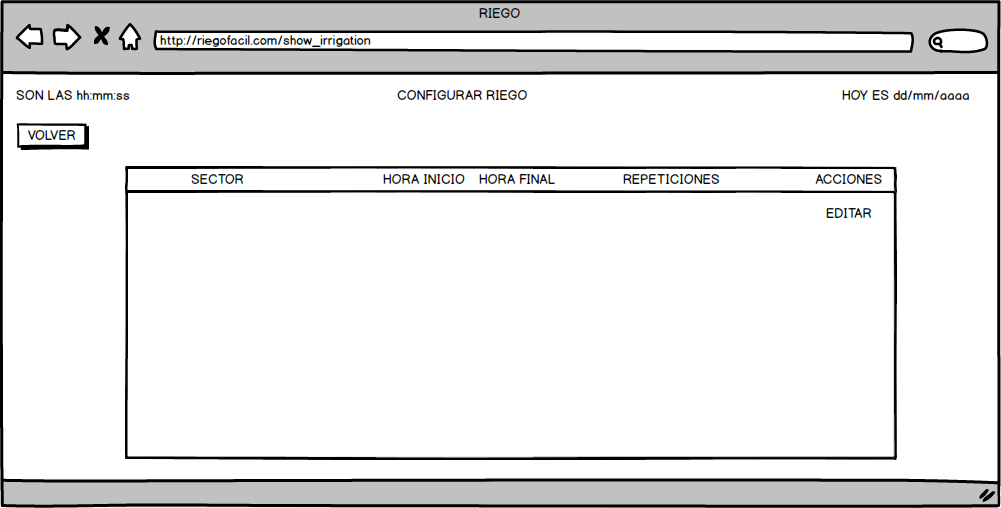 RIEGO
http://riegofacil.com/show_irrigation
SON LAS hh:mm:ss CONFIGURAR RIEGO HOY ES dd/mm/aaaa
VOLVER
SECTOR HORA INICIO HORA FINAL REPETICIONES ACCIONES
EDITAR